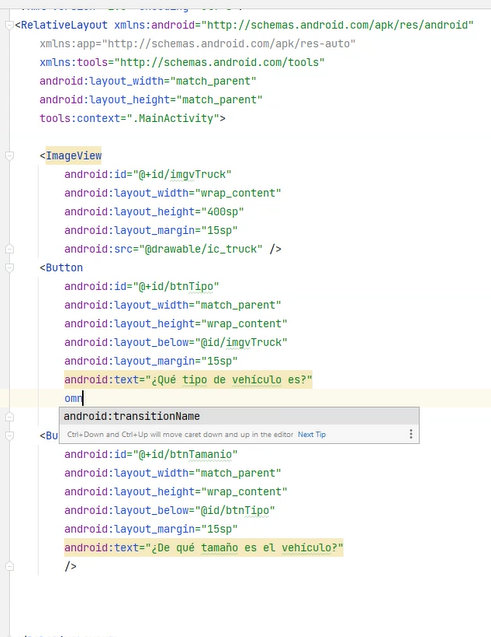 <RelativeLayout xmlns:android="http://schemas.android.com/apk/res/android"
xmlns:app="http://schemas.android.com/apk/res-auto"
xmlns:tools="http://schemas.android.com/tools"
android:layout_width="match_parent"
android:layout_height="match_parent"
tools:context=".MainActivity">
<ImageView
android:id="@+id/imgvTruck"
android:layout_width="wrap_content"
android:layout_height="400sp"
android:layout_margin="15sp"
android:src="@drawable/ic_truck" />
<Button
android:id="@+id/btnTipo"
android:layout_width="match_parent"
android:layout_height="wrap_content"
android:layout_below="@id/imgvTruck"
android:layout_margin="15sp"
android:text="¿Qué tipo de vehículo es?"
omn
android:transitionName
Ctrl+Down and Ctrl+Up will move caret down and up in the editor Next Tip
<Bu
android:id="@+id/btnTamanio"
android:layout_width="match_parent"
android:layout_height="wrap_content"
android:layout_below="@id/btnTipo"
android:layout_margin="15sp"
android:text="¿De qué tamaño es el vehículo?"
/>